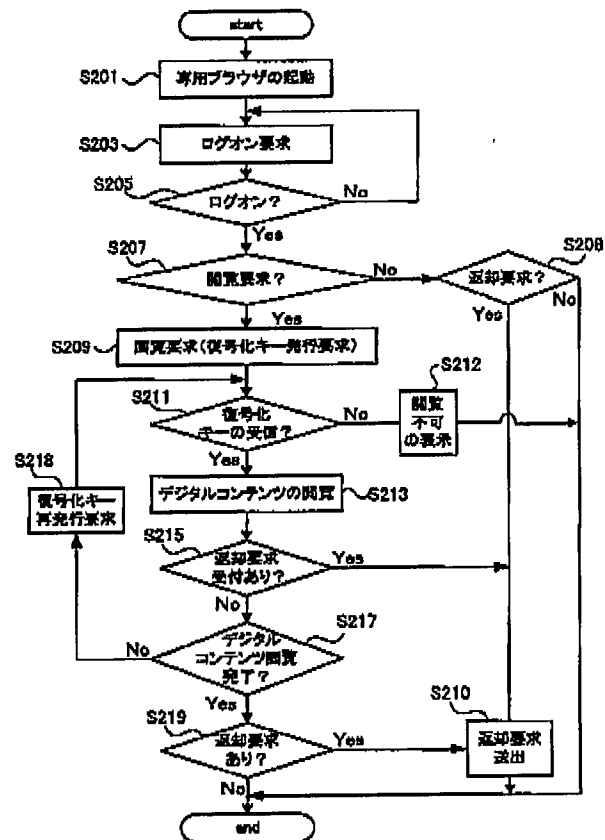 start
S201
専用ブラウザの起動
S203
ログオン要求
S205
ログオン？
No
Yes
S207
閲覧要求？
No
S208
返却要求？
No
Yes
Yes
S209
閲覧要求(復号化キー発行要求)
S211
復号化
キーの受信？
No
S212
閲覧
不可
の表示
Yes
S218
復号化キー
再発行要求
デジタルコンテンツの閲覧
S213
S215
返却要求
受付あり？
Yes
No
S217
デジタル
コンテンツ閲覧
完了？
No
Yes
S219
返却要求
あり？
Yes
S210
返却要求
送出
No
end